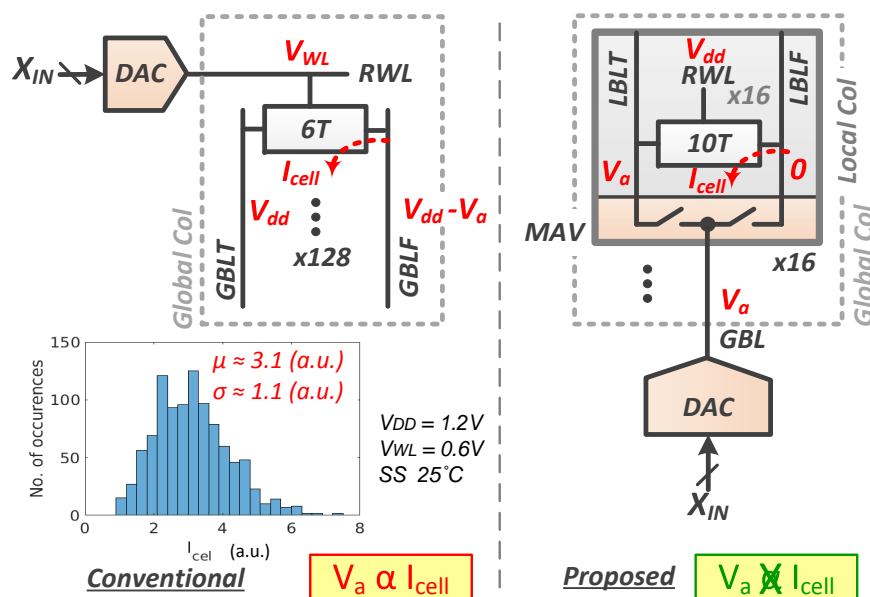 V_WL
X_IN
DAC
RWL
6T
I_cell
V_dd
V_dd - V_a
x128
GBLT
GBLF
Global Col
150
100
50
0
No. of occurences
μ ≈ 3.1 (a.u.)
σ ≈ 1.1 (a.u.)
0 2 4 6 8
I_cel (a.u.)
VDD = 1.2V
VWL = 0.6V
SS 25°C
Conventional
V_a α I_cell
LBLT
V_dd
RWL
x16
LBLF
10T
V_a
I_cell
0
MAV
x16
Local Col
Global Col
V_a
GBL
DAC
X_IN
Proposed
V_a α I_cell